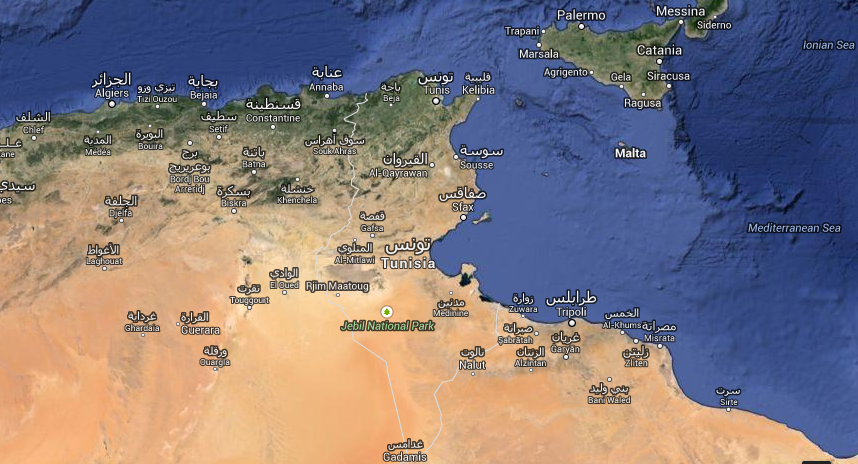 Messina
Palermo
Siderno
Trapani
Ionian Sea
Marsala
Catania
Agrigento
Gela
Siracusa
Ragusa
الجزائر
Algiers
تيزي وزو
Tizi Ouzou
بجاية
Bejaia
عنابة
Annaba
باجة
Beja
تونس
Tunis
قليبية
Kelibia
الشلف
Chlef
قسنطينة
Constantine
سطيف
Setif
المدية
Médéa
البويرة
Bouira
سوق أهراس
Souk Ahras
Malta
برج
بوعريريج
Bordj Bou
Arreridj
باتنة
Batna
القيروان
Al-Qayrawan
سوسة
Sousse
خنشلة
Khenchela
بسكرة
Biskra
صفاقس
Sfax
الجلفة
Djelfa
قفصة
Gafsa
Mediterranean Sea
الأغواط
Laghouat
المتلوي
Al-Mitlawi
تونس
Tunisia
الوادي
El Oued
تقرت
Touggourt
Rjim Maatoug
مدنين
Medinine
زوارة
Zuwara
طرابلس
Tripoli
الخمس
Al-Khums
مصراتة
Misrata
غرداية
Ghardaia
القرارة
Guerara
Jebil National Park
صبراتة
Sabratah
غريان
Garyan
زليتن
Zliten
ورقلة
Ouargla
نالوت
Nalut
الزنتان
Alzintan
بني وليد
Bani Waled
سرت
Sirte
غدامس
Gadamis